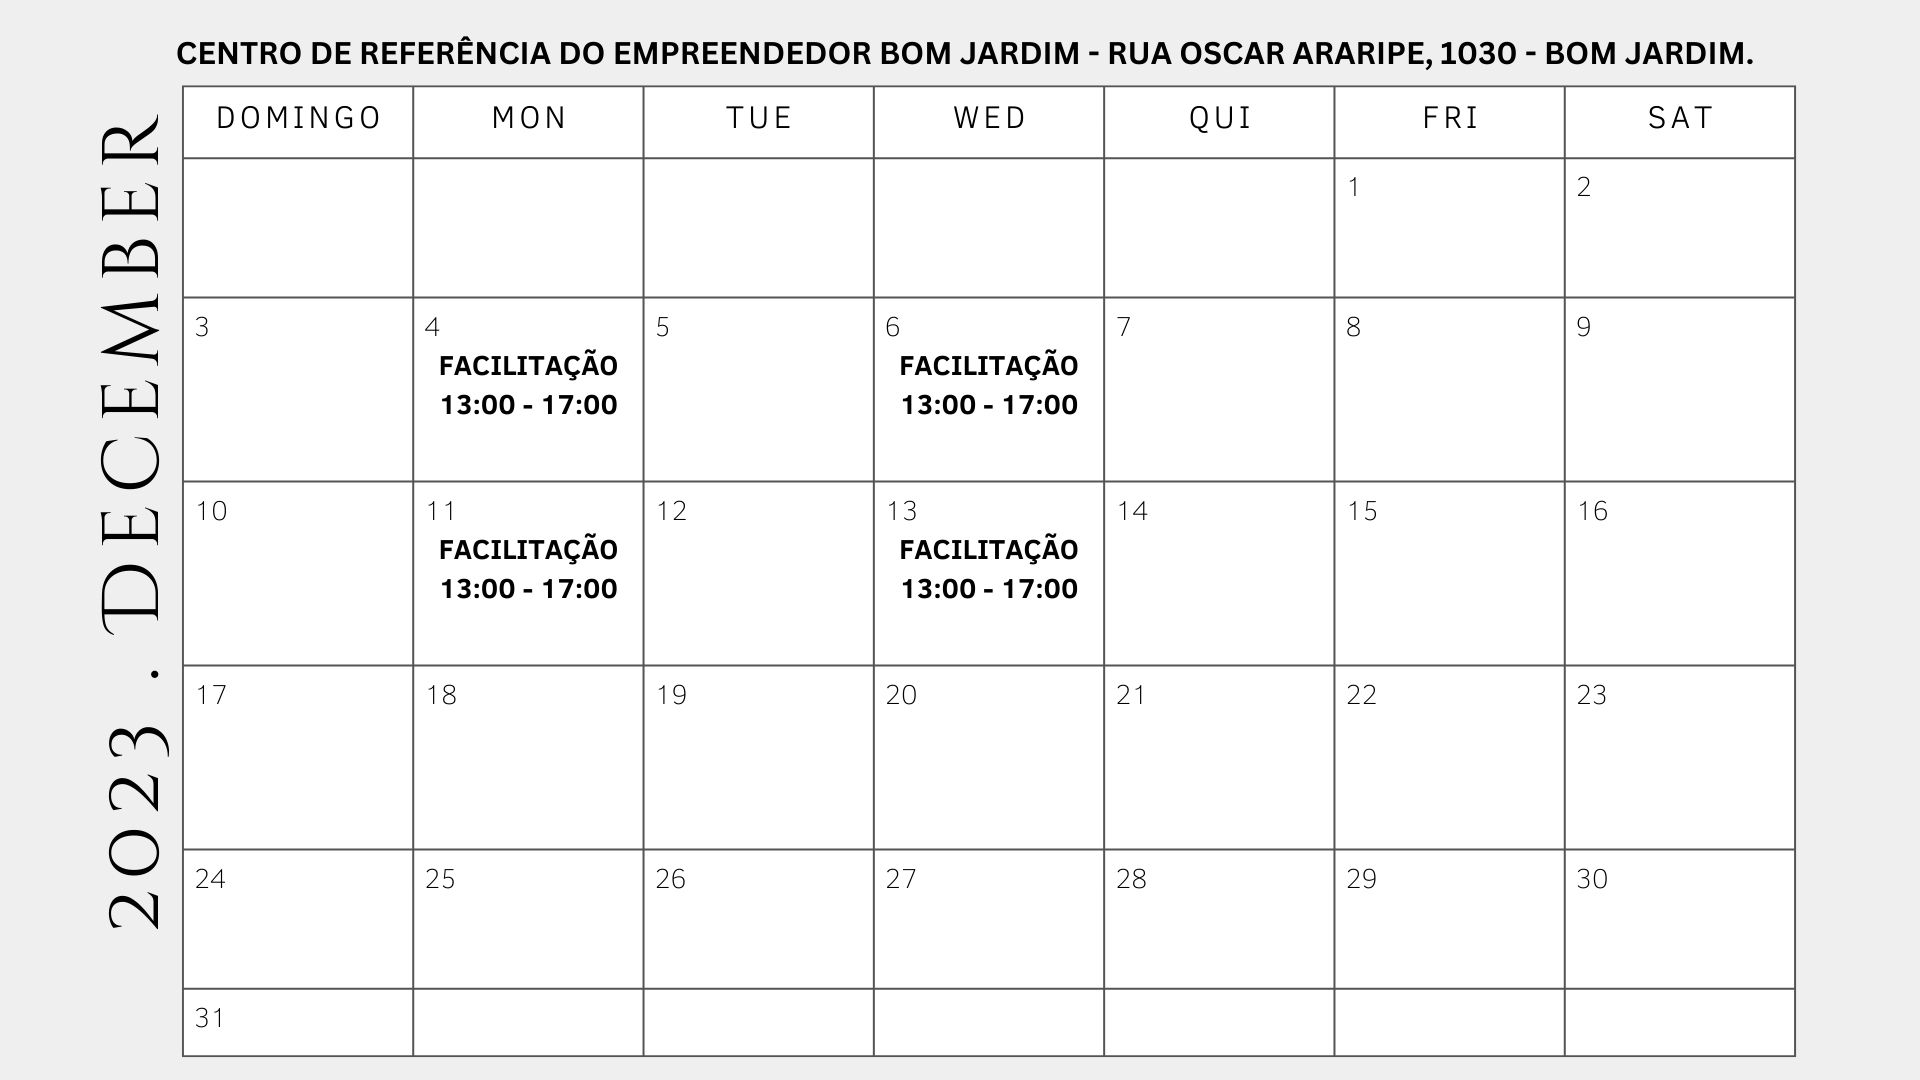 CENTRO DE REFERÊNCIA DO EMPREENDEDOR BOM JARDIM - RUA OSCAR ARARIPE, 1030 - BOM JARDIM.
2023 . DECEMBER
DOMINGO MON TUE WED QUI FRI SAT
1 2
3 4 5 6 7 8 9
FACILITAÇÃO FACILITAÇÃO
13:00 - 17:00 13:00 - 17:00
10 11 12 13 14 15 16
FACILITAÇÃO FACILITAÇÃO
13:00 - 17:00 13:00 - 17:00
17 18 19 20 21 22 23
24 25 26 27 28 29 30
31